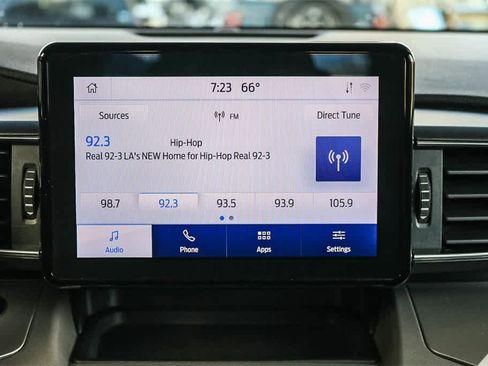 7:23 66°
Sources FM Direct Tune
92.3 Hip-Hop
Real 92-3 LA's NEW Home for Hip-Hop Real 92-3
98.7 92.3 93.5 93.9 105.9
Audio Phone Apps Settings